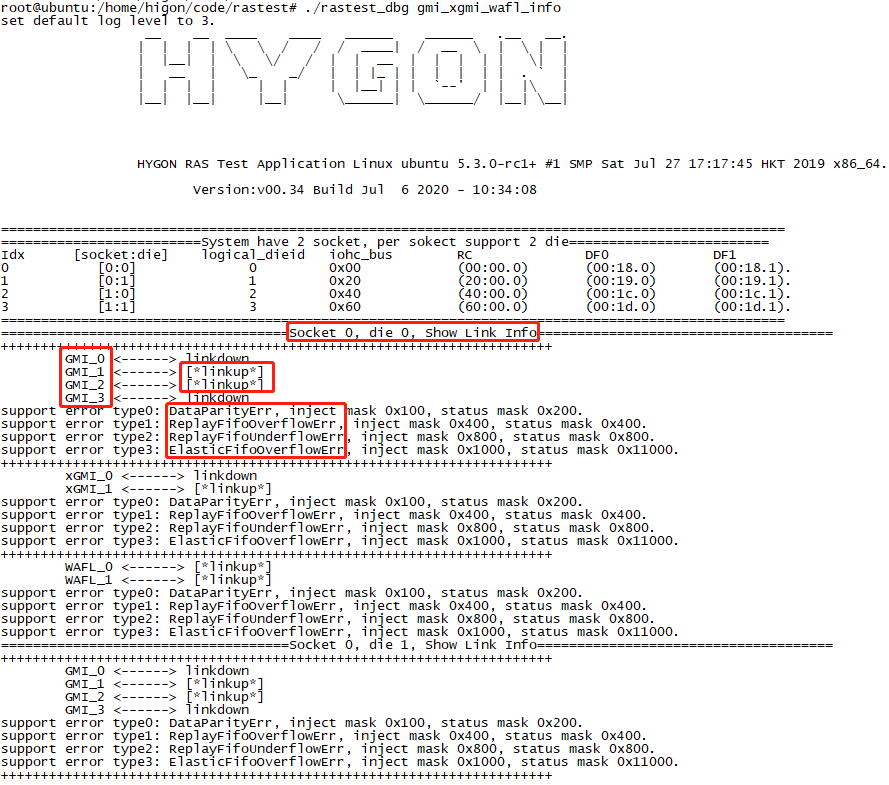 root@ubuntu:/home/higon/code/rastest# ./rastest_dbg gmi_xgmi_wafl_info
set default log level to 3.
HYGON
HYGON RAS Test Application Linux ubuntu 5.3.0-rc1+ #1 SMP Sat Jul 27 17:17:45 HKT 2019 x86_64.
Version:v00.34 Build Jul  6 2020 - 10:34:08
==================================================================================================
=========================System have 2 socket, per sokect support 2 die=========================
Idx      [socket:die]    logical_dieid   iohc_bus        RC              DF0             DF1
0           [0:0]              0         0x00            (00:00.0)       (00:18.0)       (00:18.1).
1           [0:1]              1         0x20            (20:00.0)       (00:19.0)       (00:19.1).
2           [1:0]              2         0x40            (40:00.0)       (00:1c.0)       (00:1c.1).
3           [1:1]              3         0x60            (60:00.0)       (00:1d.0)       (00:1d.1).
==================================================================================================
====================================Socket 0, die 0, Show Link Info=====================================
+++++++++++++++++++++++++++++++++++++++++++++++++++++++++++++++++++++
GMI_0 <------> linkdown
GMI_1 <------> [*linkup*]
GMI_2 <------> [*linkup*]
GMI_3 <------> linkdown
support error type0: DataParityErr, inject mask 0x100, status mask 0x200.
support error type1: ReplayFifoOverflowErr, inject mask 0x400, status mask 0x400.
support error type2: ReplayFifoUnderflowErr, inject mask 0x800, status mask 0x800.
support error type3: ElasticFifoOverflowErr, inject mask 0x1000, status mask 0x11000.
+++++++++++++++++++++++++++++++++++++++++++++++++++++++++++++++++++++
xGMI_0 <------> linkdown
xGMI_1 <------> [*linkup*]
support error type0: DataParityErr, inject mask 0x100, status mask 0x200.
support error type1: ReplayFifoOverflowErr, inject mask 0x400, status mask 0x400.
support error type2: ReplayFifoUnderflowErr, inject mask 0x800, status mask 0x800.
support error type3: ElasticFifoOverflowErr, inject mask 0x1000, status mask 0x11000.
+++++++++++++++++++++++++++++++++++++++++++++++++++++++++++++++++++++
WAFL_0 <------> [*linkup*]
WAFL_1 <------> [*linkup*]
support error type0: DataParityErr, inject mask 0x100, status mask 0x200.
support error type1: ReplayFifoOverflowErr, inject mask 0x400, status mask 0x400.
support error type2: ReplayFifoUnderflowErr, inject mask 0x800, status mask 0x800.
support error type3: ElasticFifoOverflowErr, inject mask 0x1000, status mask 0x11000.
====================================Socket 0, die 1, Show Link Info=====================================
+++++++++++++++++++++++++++++++++++++++++++++++++++++++++++++++++++++
GMI_0 <------> linkdown
GMI_1 <------> [*linkup*]
GMI_2 <------> [*linkup*]
GMI_3 <------> linkdown
support error type0: DataParityErr, inject mask 0x100, status mask 0x200.
support error type1: ReplayFifoOverflowErr, inject mask 0x400, status mask 0x400.
support error type2: ReplayFifoUnderflowErr, inject mask 0x800, status mask 0x800.
support error type3: ElasticFifoOverflowErr, inject mask 0x1000, status mask 0x11000.
+++++++++++++++++++++++++++++++++++++++++++++++++++++++++++++++++++++